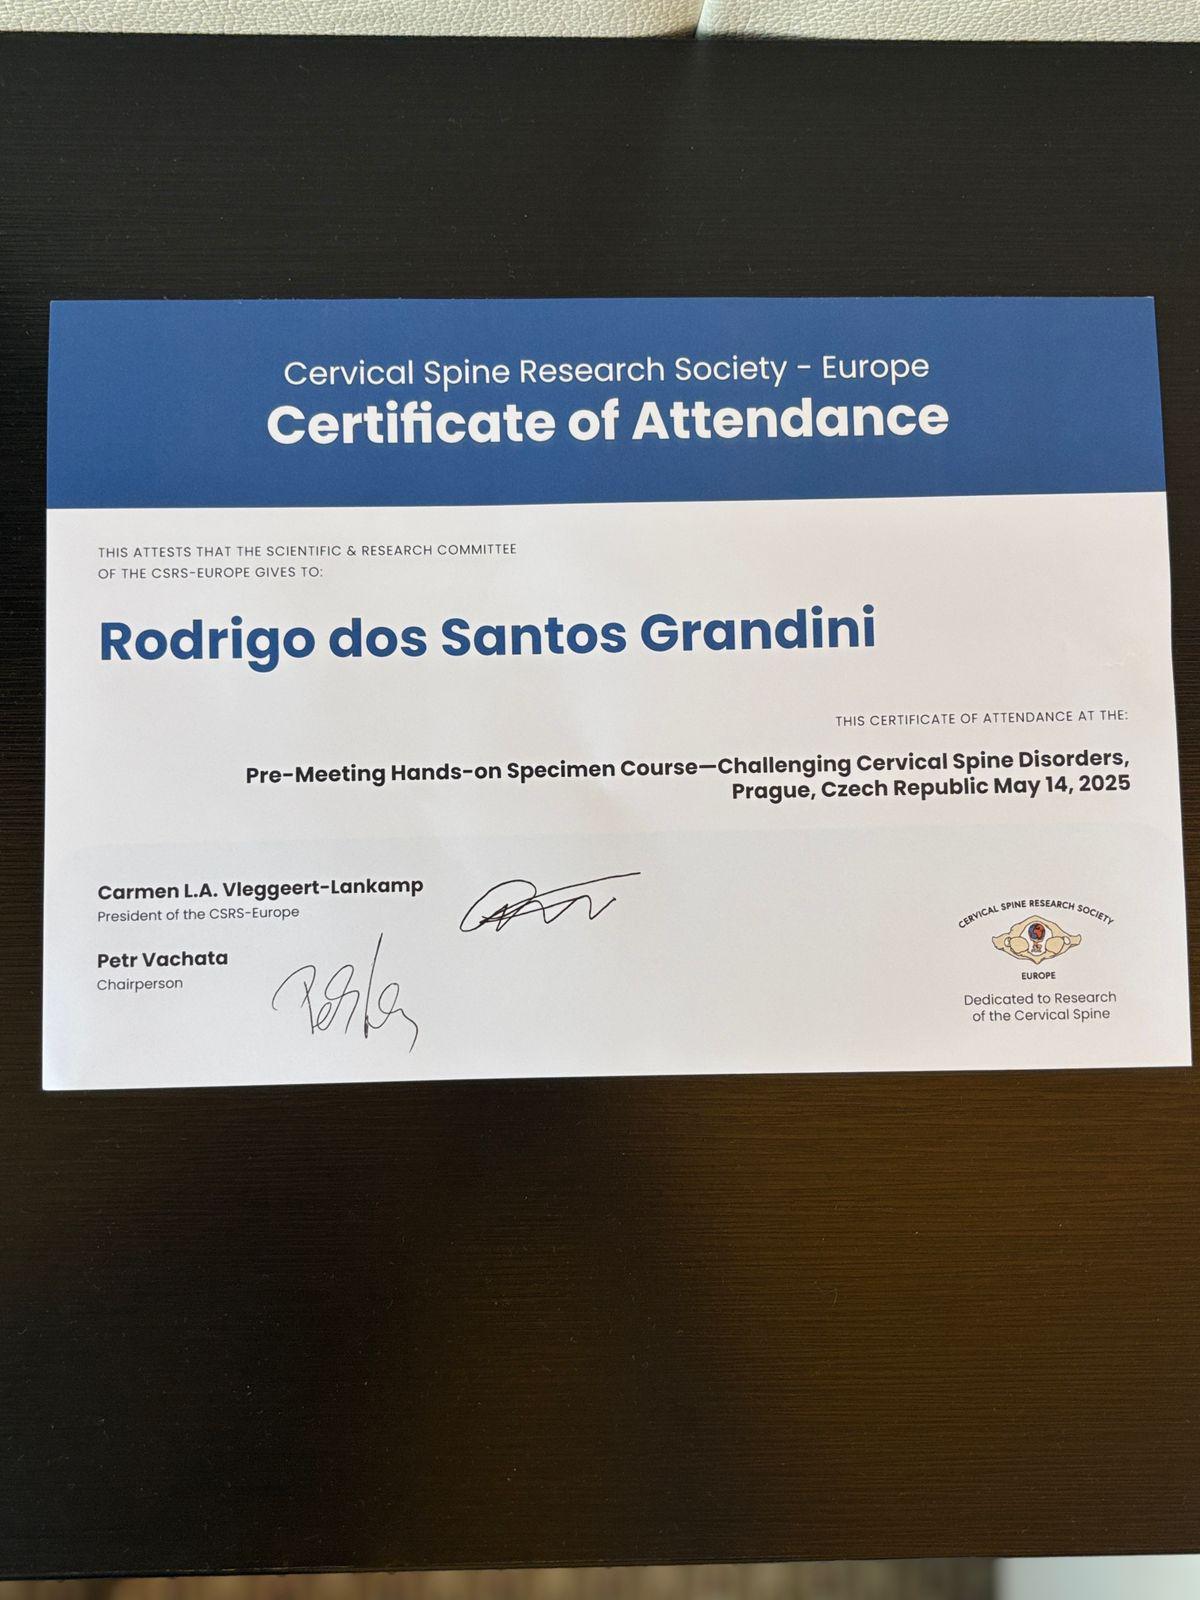 Cervical Spine Research Society - Europe
Certificate of Attendance
THIS ATTESTS THAT THE SCIENTIFIC & RESEARCH COMMITTEE
OF THE CSRS-EUROPE GIVES TO:
Rodrigo dos Santos Grandini
THIS CERTIFICATE OF ATTENDANCE AT THE:
Pre-Meeting Hands-on Specimen Course—Challenging Cervical Spine Disorders,
Prague, Czech Republic May 14, 2025
Carmen L.A. Vleggeert-Lankamp
President of the CSRS-Europe
Petr Vachata
Chairperson
CERVICAL SPINE RESEARCH SOCIETY
EUROPE
Dedicated to Research
of the Cervical Spine